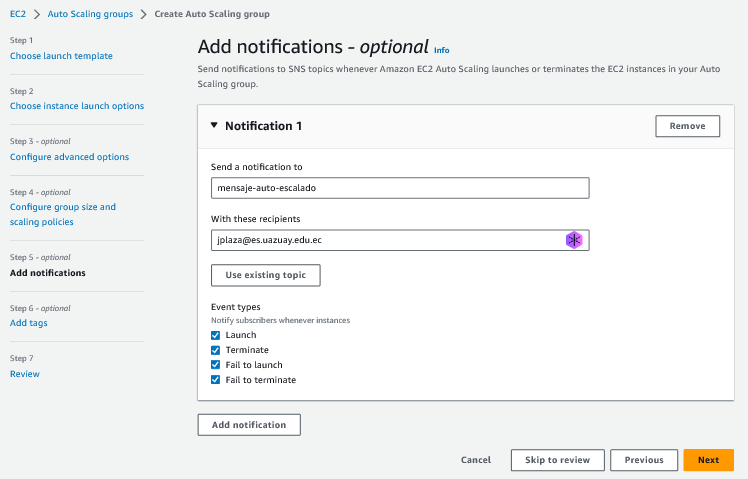 EC2 > Auto Scaling groups > Create Auto Scaling group
Step 1
Choose launch template
Step 2
Choose instance launch options
Step 3 - optional
Configure advanced options
Step 4 - optional
Configure group size and
scaling policies
Step 5 - optional
Add notifications
Step 6 - optional
Add tags
Step 7
Review
Add notifications - optional Info
Send notifications to SNS topics whenever Amazon EC2 Auto Scaling launches or terminates the EC2 instances in your Auto
Scaling group.
Notification 1
Remove
Send a notification to
mensaje-auto-escalado
With these recipients
jplaza@es.uazuay.edu.ec
Use existing topic
Event types
Notify subscribers whenever instances
Launch
Terminate
Fail to launch
Fail to terminate
Add notification
Cancel
Skip to review
Previous
Next